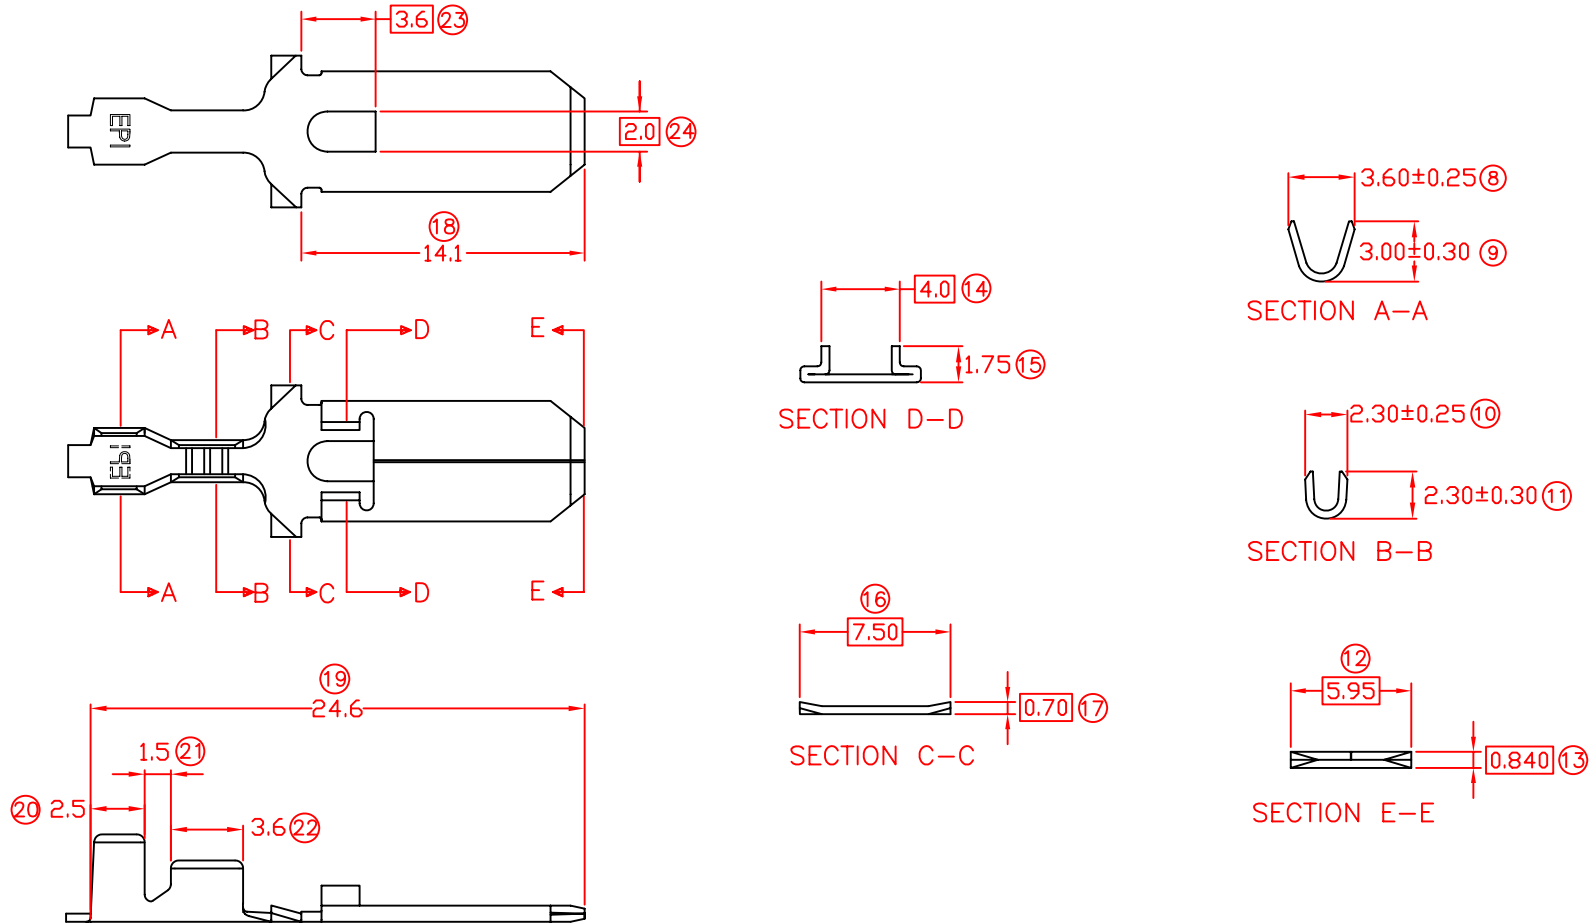 3.6 23
EPI
2.0 24
18
14.1
3.60±0.25 8
3.00±0.30 9
SECTION A-A
4.0 14
1.75 15
SECTION D-D
A B C D E
EPI
A B C D E
2.30±0.25 10
2.30±0.30 11
SECTION B-B
16
7.50
0.70 17
SECTION C-C
12
5.95
0.840 13
SECTION E-E
19
24.6
1.5 21
20 2.5
3.6 22